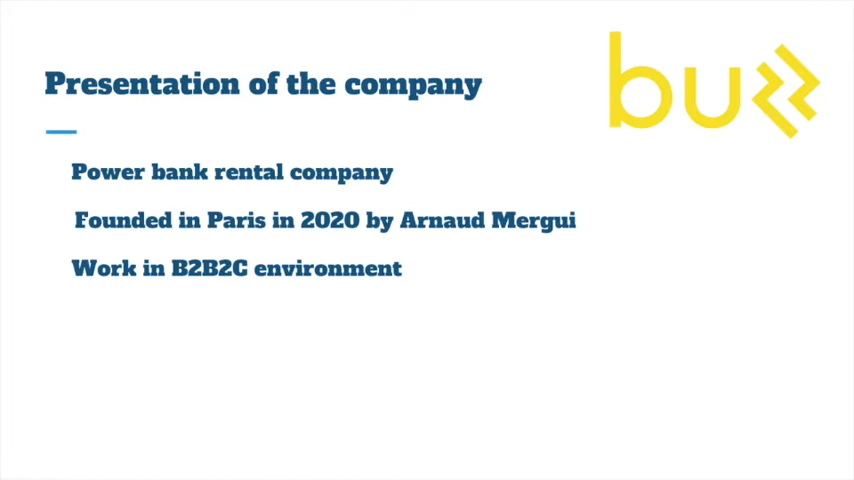 Presentation of the company
buzz
Power bank rental company
Founded in Paris in 2020 by Arnaud Mergui
Work in B2B2C environment